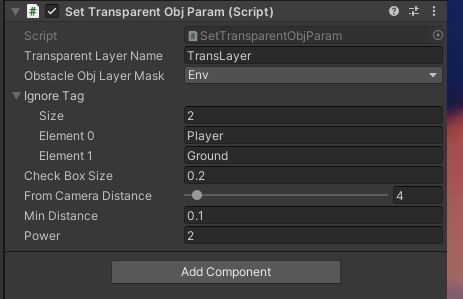 Set Transparent Obj Param (Script)
Script SetTransparentObjParam
Transparent Layer Name TransLayer
Obstacle Obj Layer Mask Env
Ignore Tag
Size 2
Element 0 Player
Element 1 Ground
Check Box Size 0.2
From Camera Distance 4
Min Distance 0.1
Power 2
Add Component